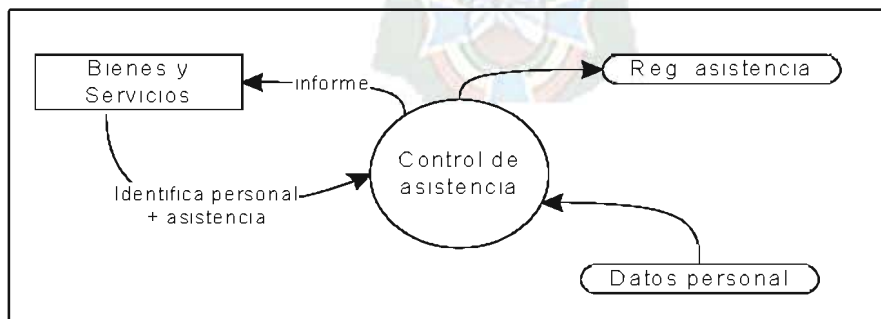 Bienes y
Servicios
informe
Reg asistencia
Control de
asistencia
Identifica personal
+ asistencia
Datos personal